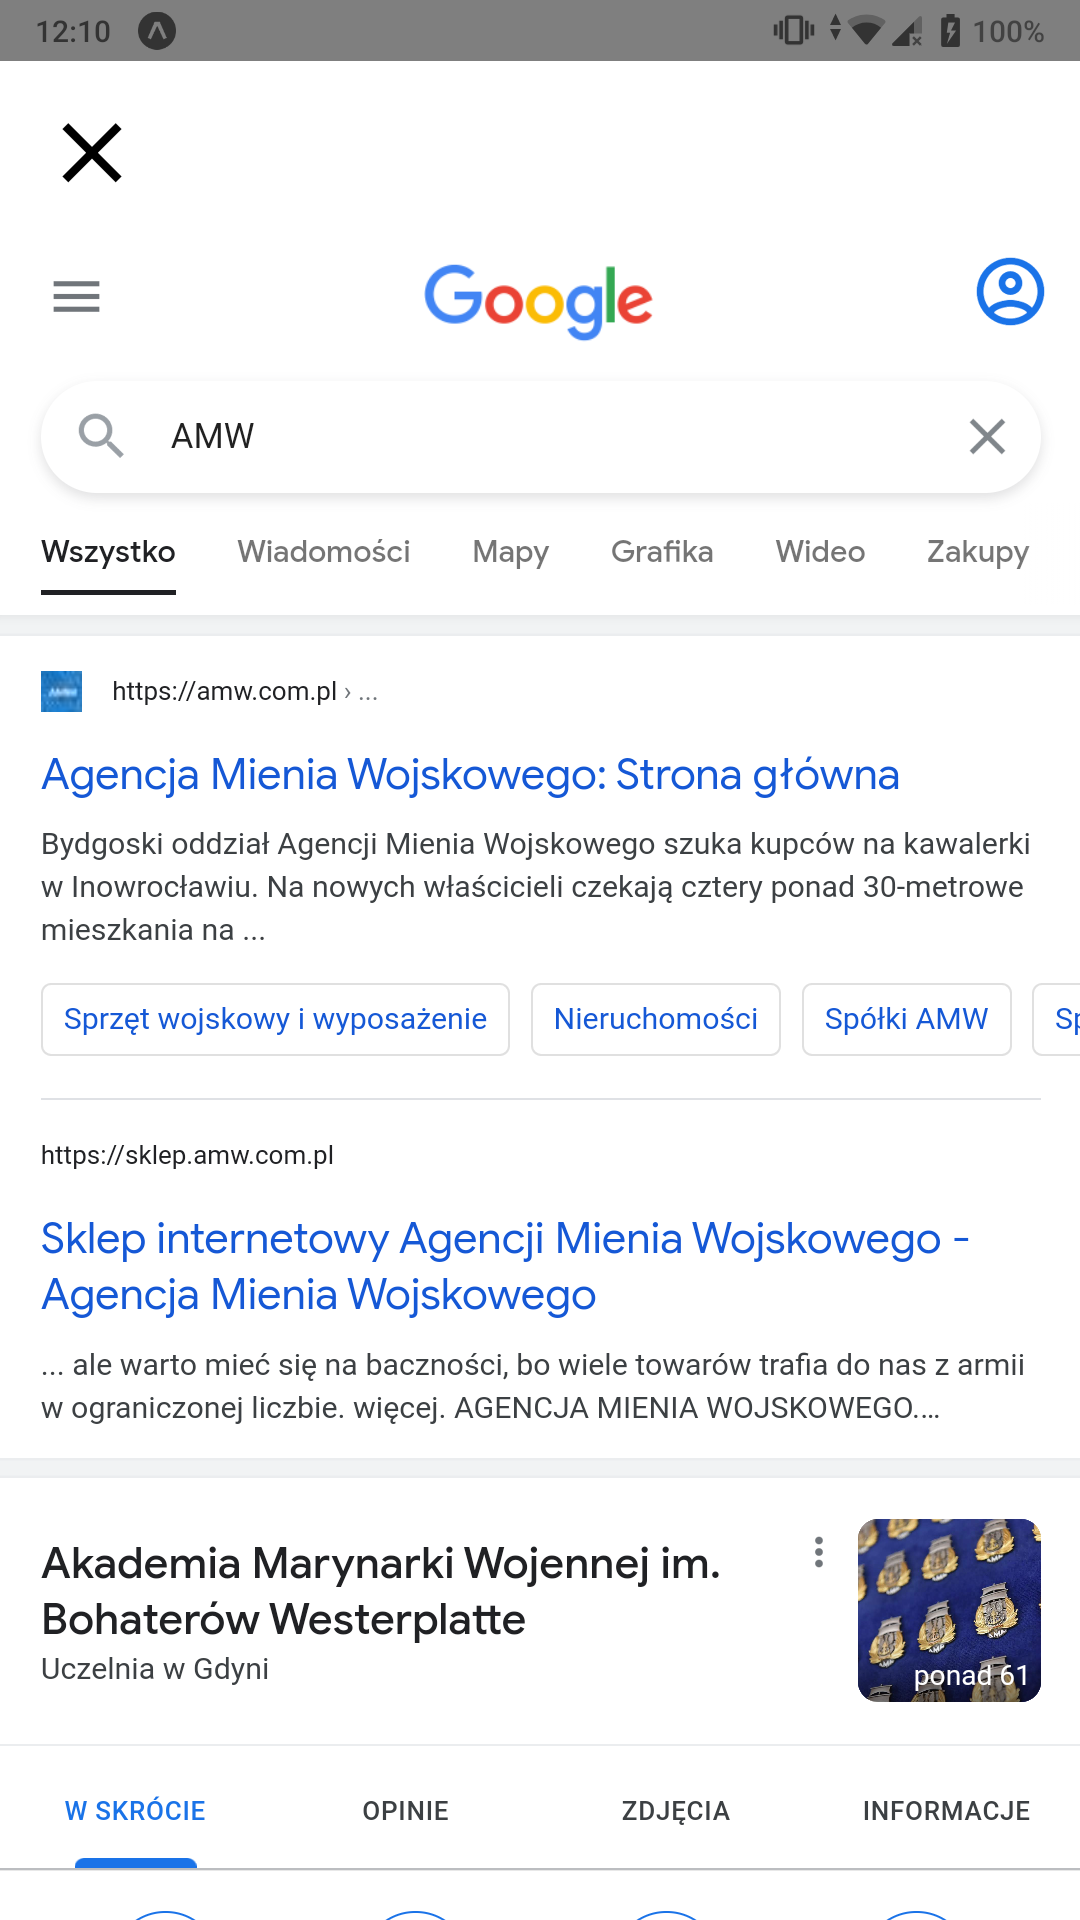 12:10
100%
Google
AMW
Wszystko Wiadomości Mapy Grafika Wideo Zakupy
https://amw.com.pl › ...
Agencja Mienia Wojskowego: Strona główna
Bydgoski oddział Agencji Mienia Wojskowego szuka kupców na kawalerki
w Inowrocławiu. Na nowych właścicieli czekają cztery ponad 30-metrowe
mieszkania na ...
Sprzęt wojskowy i wyposażenie Nieruchomości Spółki AMW
https://sklep.amw.com.pl
Sklep internetowy Agencji Mienia Wojskowego -
Agencja Mienia Wojskowego
... ale warto mieć się na baczności, bo wiele towarów trafia do nas z armii
w ograniczonej liczbie. więcej. AGENCJA MIENIA WOJSKOWEGO....
Akademia Marynarki Wojennej im.
Bohaterów Westerplatte
Uczelnia w Gdyni
ponad 61
W SKRÓCIE OPINIE ZDJĘCIA INFORMACJE